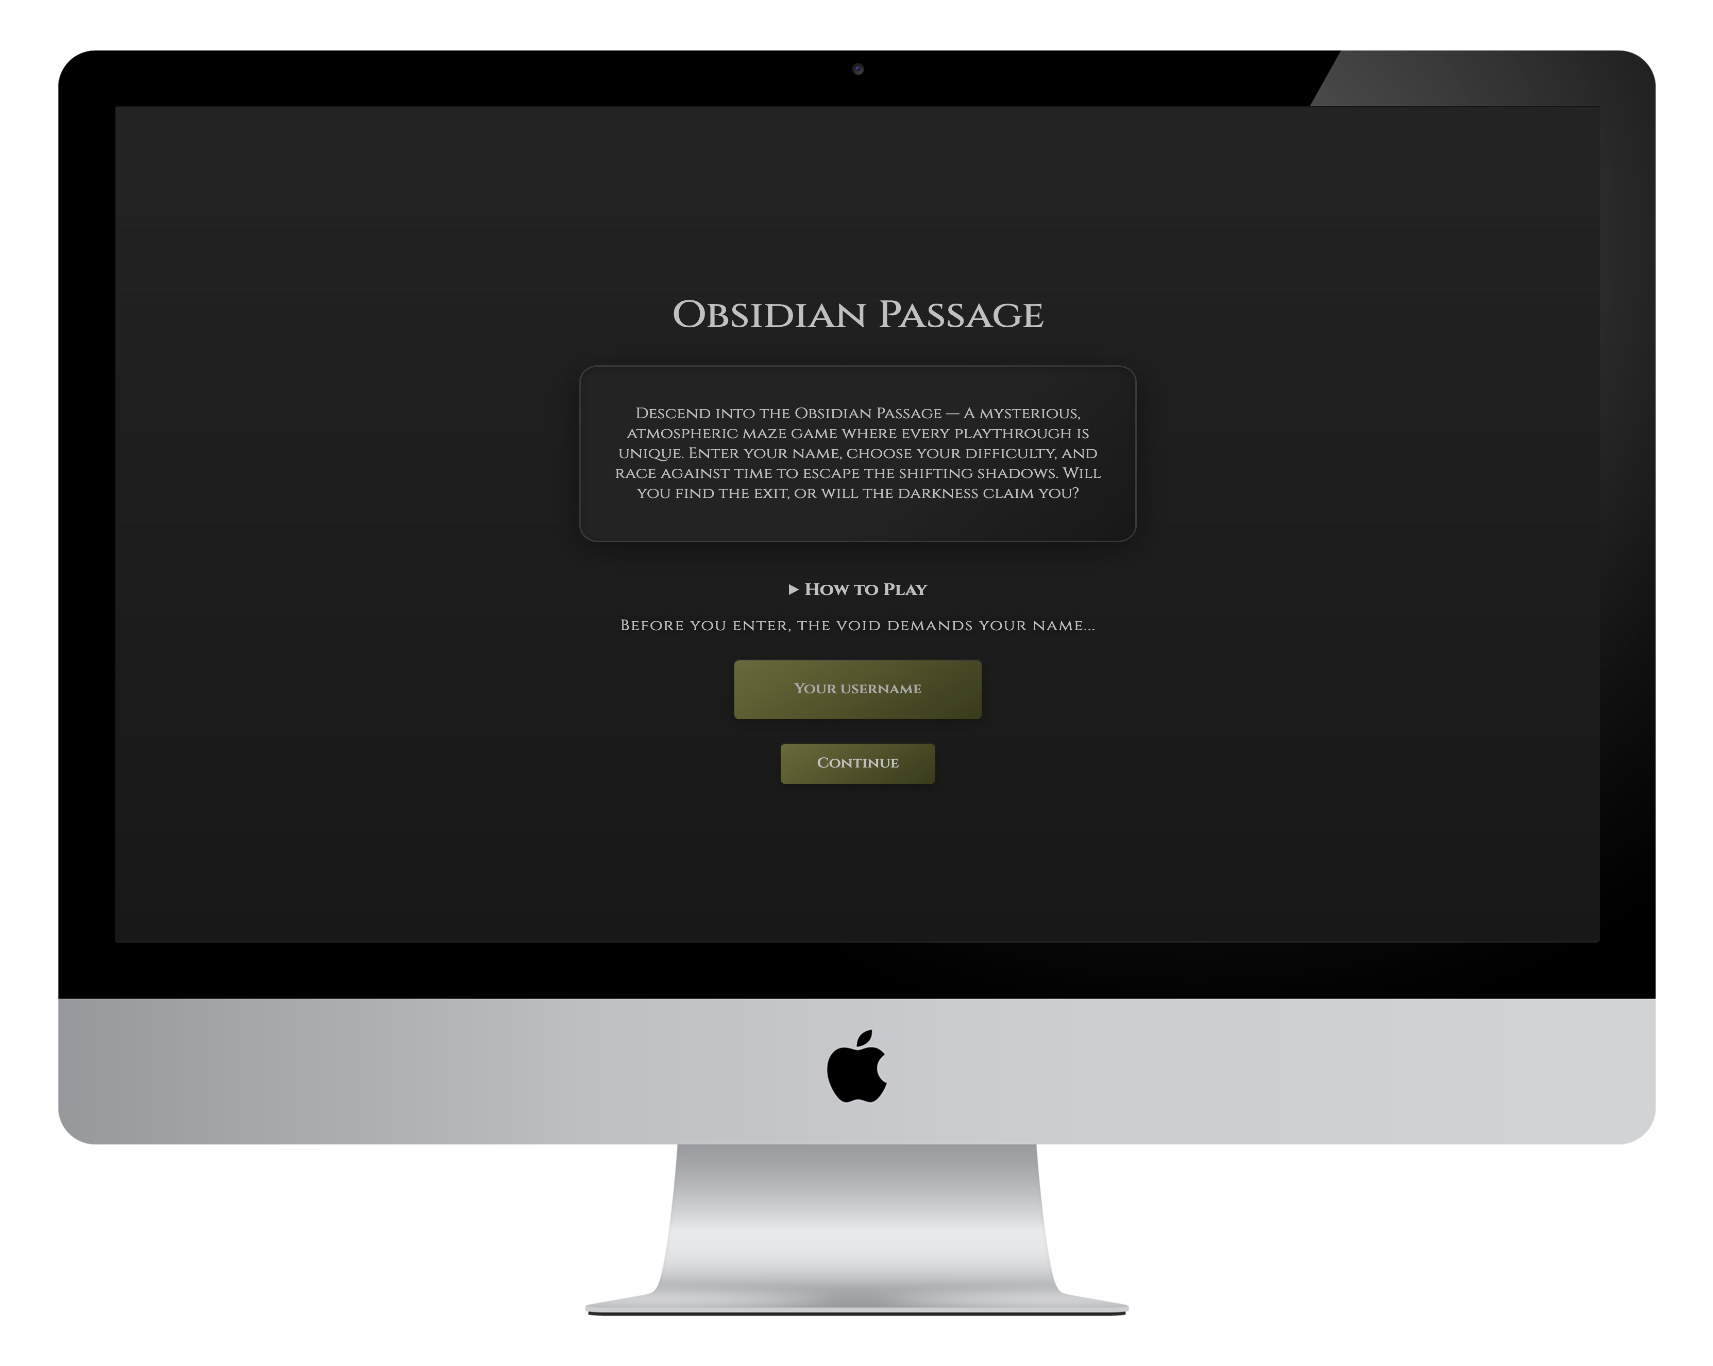 Obsidian Passage
Descend into the Obsidian Passage — A mysterious,
atmospheric maze game where every playthrough is
unique. Enter your name, choose your difficulty, and
race against time to escape the shifting shadows. Will
you find the exit, or will the darkness claim you?
▶ How to Play
Before you enter, the void demands your name...
Your username
Continue